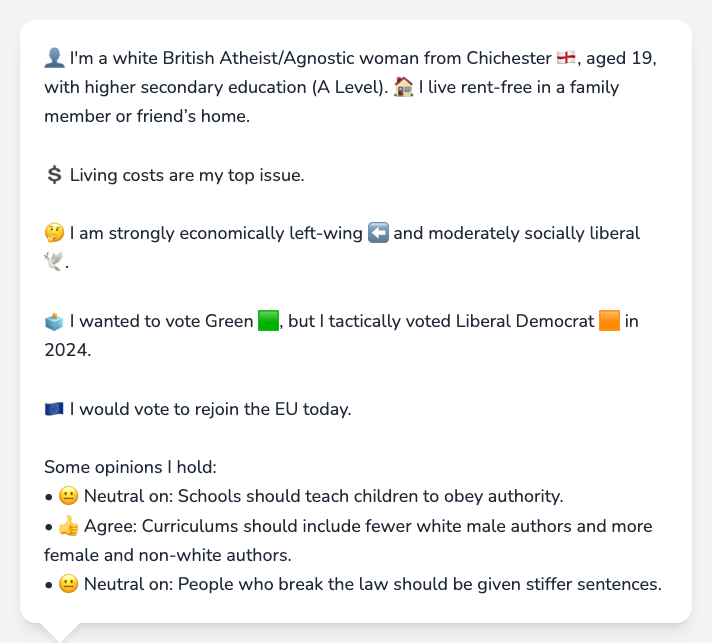 👤 I'm a white British Atheist/Agnostic woman from Chichester 🏴󠁧󠁢󠁥󠁮󠁧󠁿, aged 19,
with higher secondary education (A Level). 🏠 I live rent-free in a family
member or friend’s home.
💲 Living costs are my top issue.
🤔 I am strongly economically left-wing ⬅️ and moderately socially liberal
🕊️.
🗳️ I wanted to vote Green 🟩, but I tactically voted Liberal Democrat 🟧 in
2024.
🇪🇺 I would vote to rejoin the EU today.
Some opinions I hold:
• 😐 Neutral on: Schools should teach children to obey authority.
• 👍 Agree: Curriculums should include fewer white male authors and more
female and non-white authors.
• 😐 Neutral on: People who break the law should be given stiffer sentences.